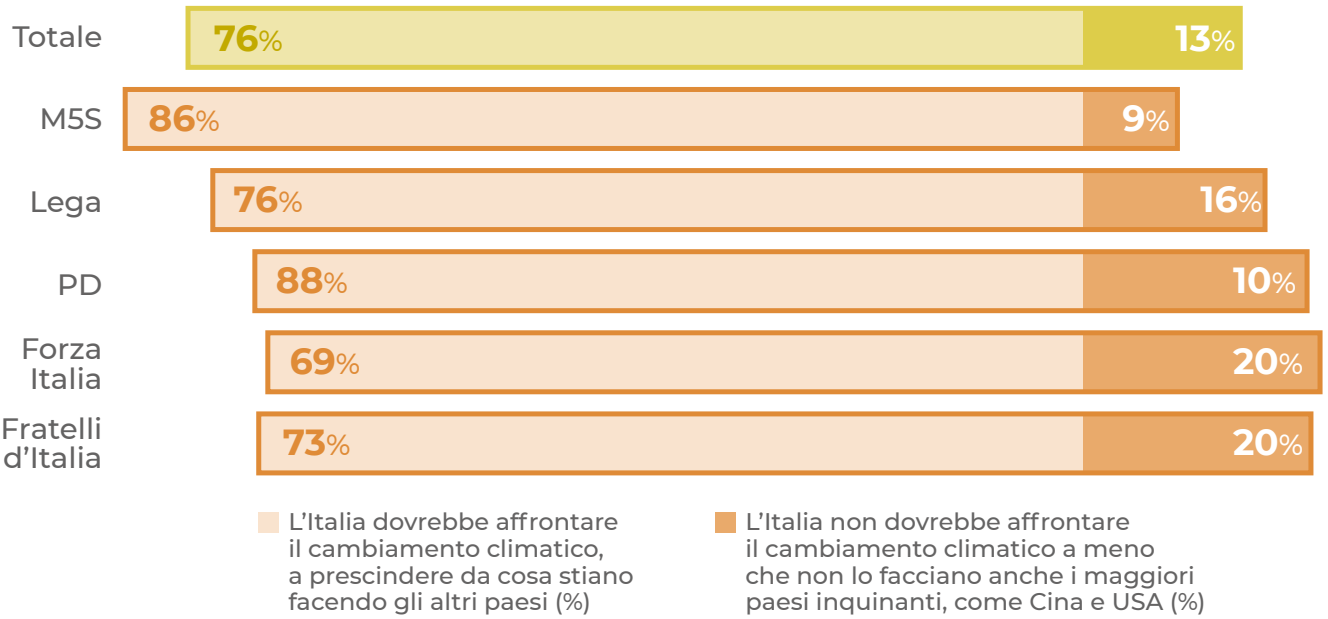 Totale 76% 13%
M5S 86% 9%
Lega 76% 16%
PD 88% 10%
Forza
Italia 69% 20%
Fratelli
d’Italia 73% 20%
L’Italia dovrebbe affrontare
il cambiamento climatico,
a prescindere da cosa stiano
facendo gli altri paesi (%)
L’Italia non dovrebbe affrontare
il cambiamento climatico a meno
che non lo facciano anche i maggiori
paesi inquinanti, come Cina e USA (%)